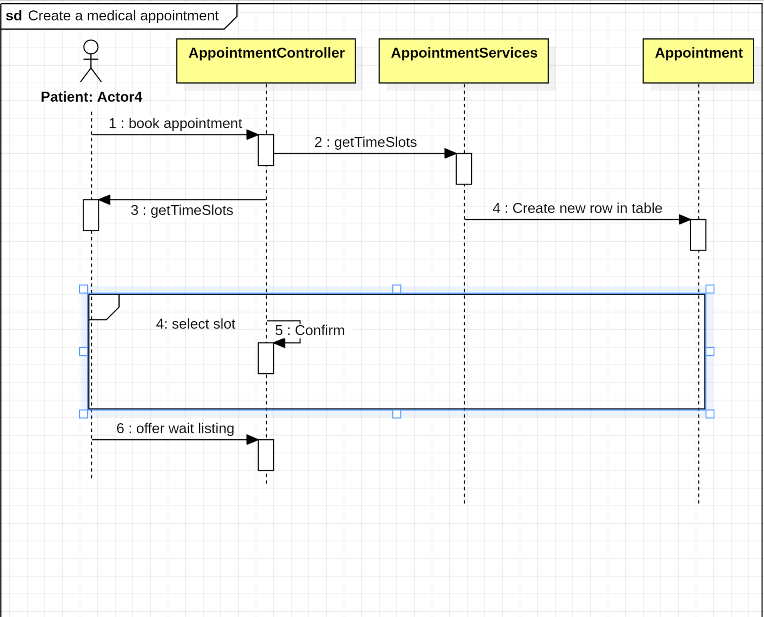 sd Create a medical appointment
AppointmentController
AppointmentServices
Appointment
Patient: Actor4
1 : book appointment
2 : getTimeSlots
3 : getTimeSlots
4 : Create new row in table
4: select slot
5 : Confirm
6 : offer wait listing